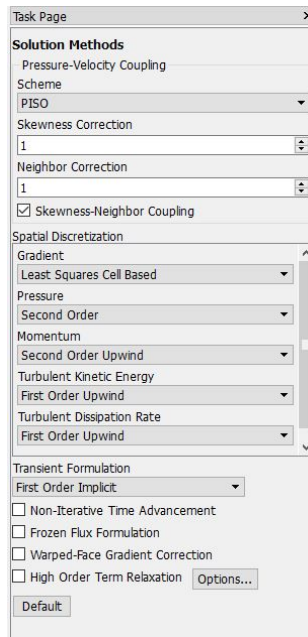 Task Page
Solution Methods
Pressure-Velocity Coupling
Scheme
PISO
Skewness Correction
1
Neighbor Correction
1
Skewness-Neighbor Coupling
Spatial Discretization
Gradient
Least Squares Cell Based
Pressure
Second Order
Momentum
Second Order Upwind
Turbulent Kinetic Energy
First Order Upwind
Turbulent Dissipation Rate
First Order Upwind
Transient Formulation
First Order Implicit
Non-Iterative Time Advancement
Frozen Flux Formulation
Warped-Face Gradient Correction
High Order Term Relaxation Options...
Default